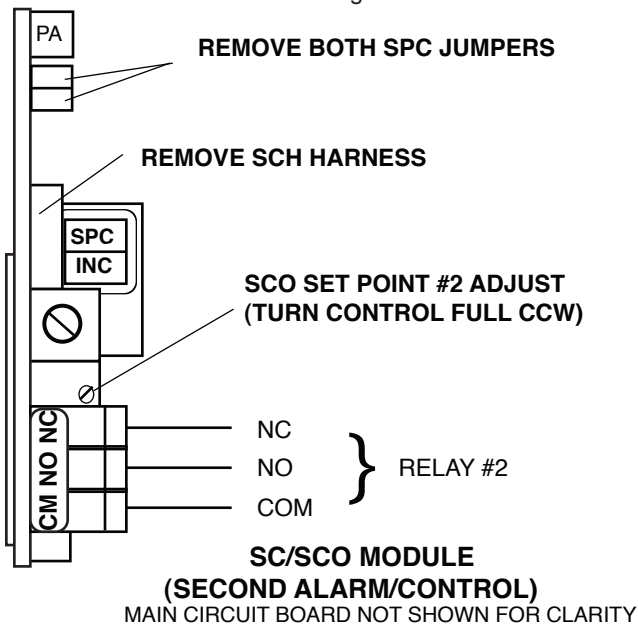 PA
REMOVE BOTH SPC JUMPERS
REMOVE SCH HARNESS
SPC
INC
SCO SET POINT #2 ADJUST
(TURN CONTROL FULL CCW)
CM NO NC
NC
NO
COM
RELAY #2
SC/SCO MODULE
(SECOND ALARM/CONTROL)
MAIN CIRCUIT BOARD NOT SHOWN FOR CLARITY